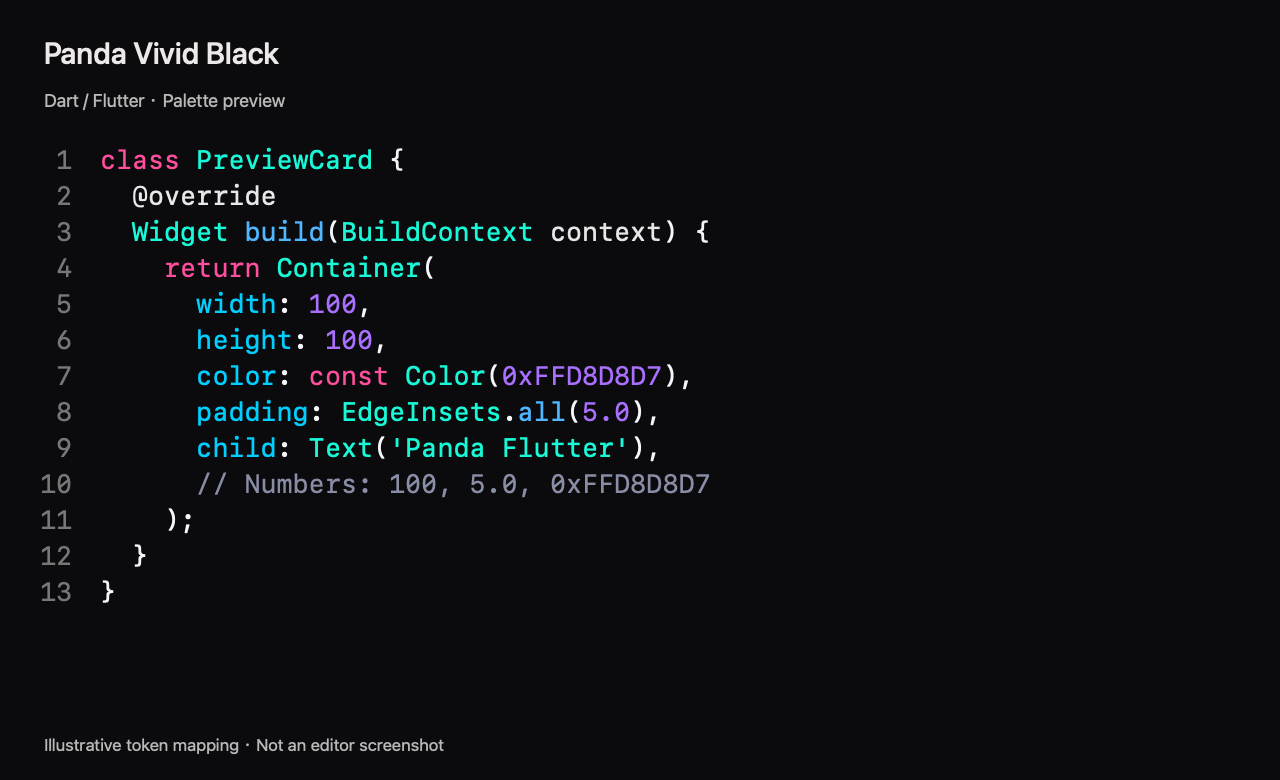 Panda Vivid Black
Dart / Flutter · Palette preview
1 class PreviewCard {
2   @override
3   Widget build(BuildContext context) {
4     return Container(
5       width: 100,
6       height: 100,
7       color: const Color(0xFFD8D8D7),
8       padding: EdgeInsets.all(5.0),
9       child: Text('Panda Flutter'),
10       // Numbers: 100, 5.0, 0xFFD8D8D7
11     );
12   }
13 }
Illustrative token mapping · Not an editor screenshot